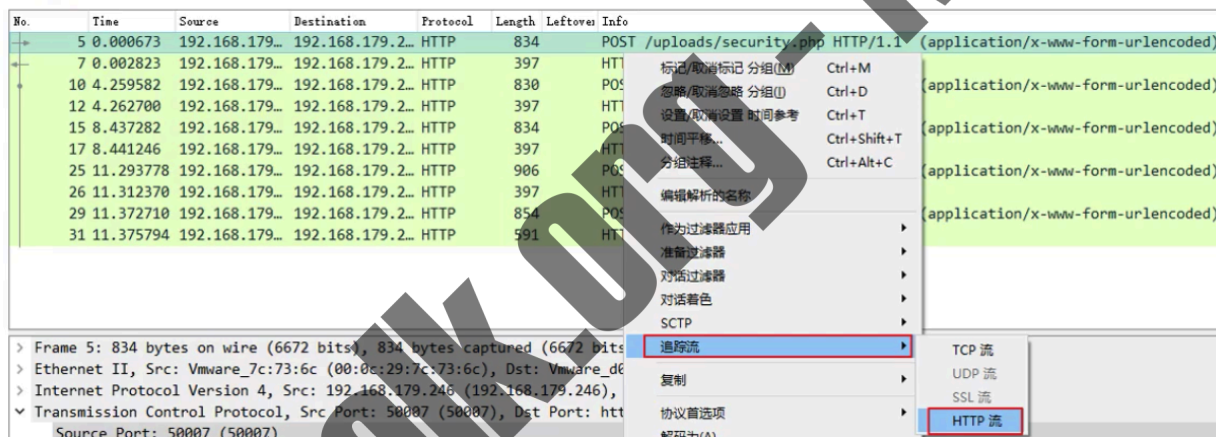 No. Time Source Destination Protocol Length Leftover Info
5 0.000673 192.168.179… 192.168.179.2… HTTP 834 POST /uploads/security.php HTTP/1.1 (application/x-www-form-urlencoded)
7 0.002823 192.168.179… 192.168.179.2… HTTP 397 HTT
10 4.259582 192.168.179… 192.168.179.2… HTTP 830 POS (application/x-www-form-urlencoded)
12 4.262700 192.168.179… 192.168.179.2… HTTP 397 HTT
15 8.437282 192.168.179… 192.168.179.2… HTTP 834 POS (application/x-www-form-urlencoded)
17 8.441246 192.168.179… 192.168.179.2… HTTP 397 HTT
25 11.293778 192.168.179… 192.168.179.2… HTTP 906 POS (application/x-www-form-urlencoded)
26 11.312370 192.168.179… 192.168.179.2… HTTP 397 HTT
29 11.372710 192.168.179… 192.168.179.2… HTTP 854 POS (application/x-www-form-urlencoded)
31 11.375794 192.168.179… 192.168.179.2… HTTP 591 HTT
标记/取消标记 分组(M) Ctrl+M
忽略/取消忽略 分组(I) Ctrl+D
设置/取消设置 时间参考 Ctrl+T
时间平移… Ctrl+Shift+T
分组注释… Ctrl+Alt+C
编辑解析的名称
作为过滤器应用
准备过滤器
对话过滤器
对话着色
SCTP
追踪流
复制
协议首选项
解码为(A)
TCP 流
UDP 流
SSL 流
HTTP 流
Frame 5: 834 bytes on wire (6672 bits), 834 bytes captured (6672 bits
Ethernet II, Src: Vmware_7c:73:6c (00:0c:29:7c:73:6c), Dst: Vmware_d0
Internet Protocol Version 4, Src: 192.168.179.246 (192.168.179.246),
Transmission Control Protocol, Src Port: 50007 (50007), Dst Port: htt
Source Port: 50007 (50007)